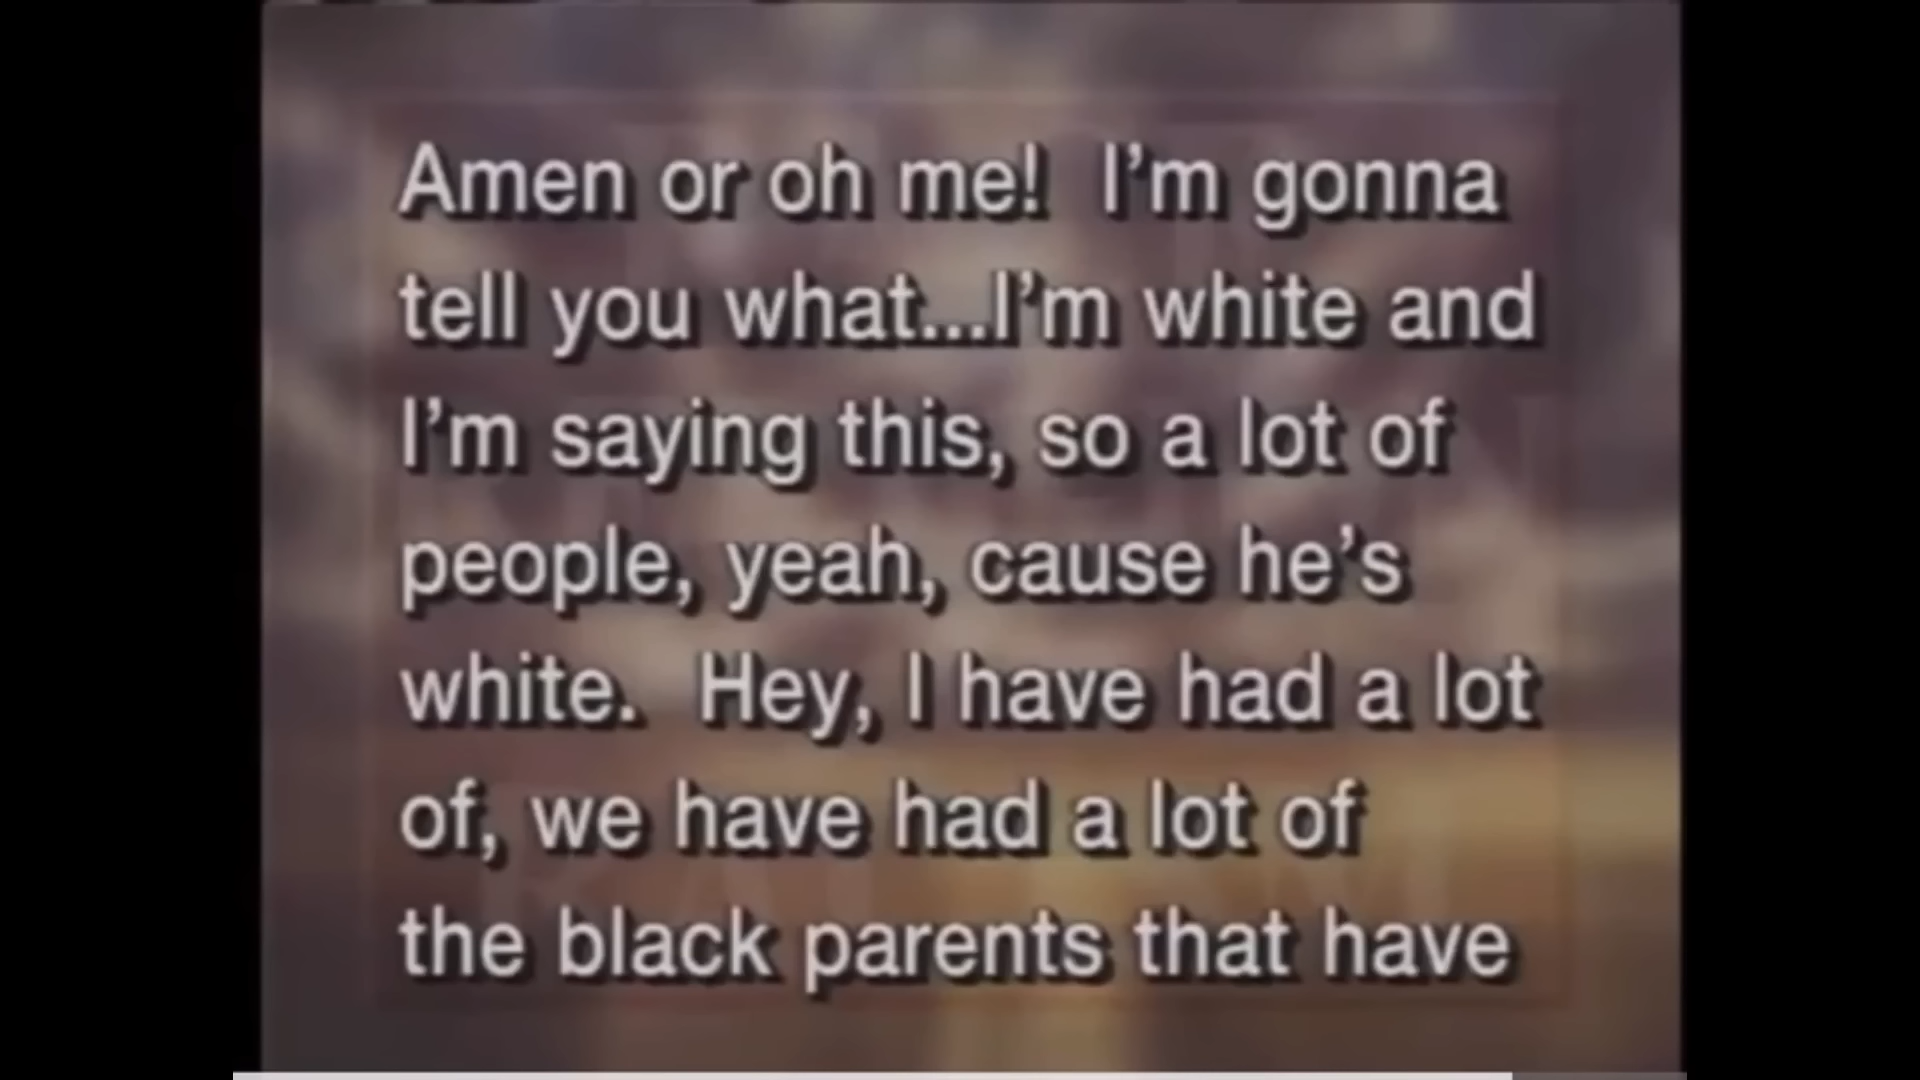 Amen or oh me!  I'm gonna
tell you what...I'm white and
I'm saying this, so a lot of
people, yeah, cause he's
white.  Hey, I have had a lot
of, we have had a lot of
the black parents that have